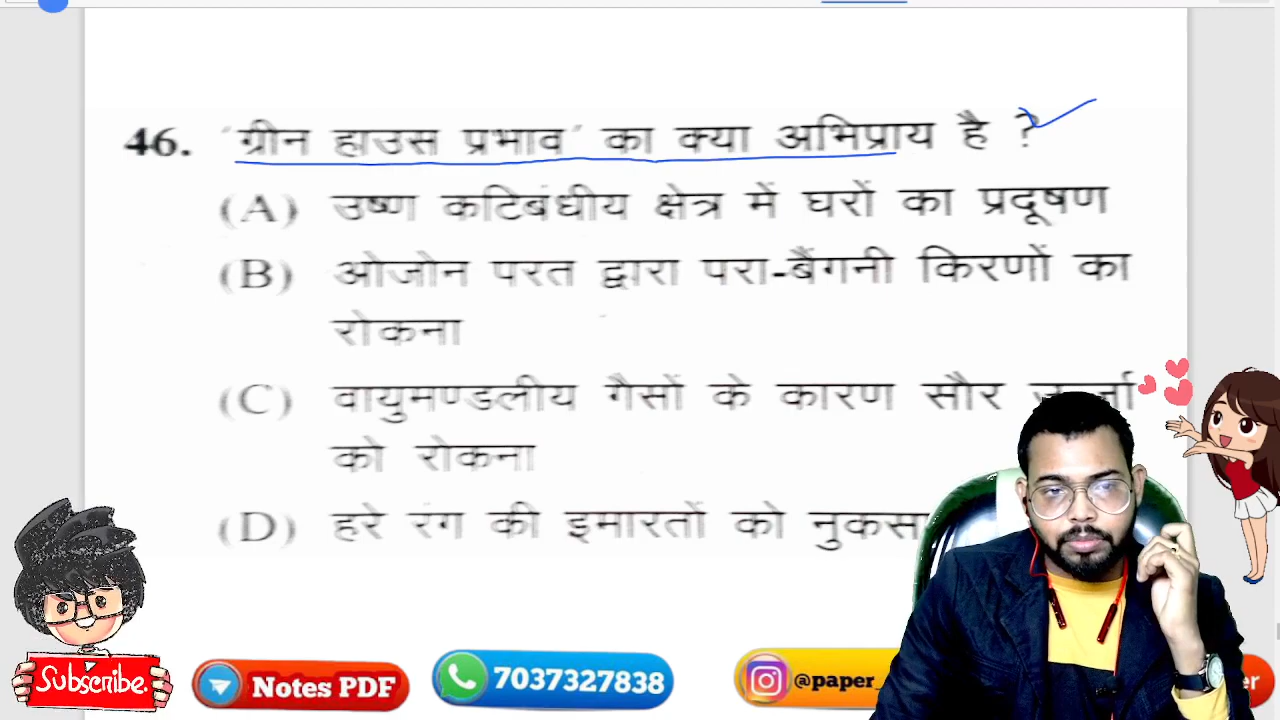 46. 'ग्रीन हाउस प्रभाव' का क्या अभिप्राय है ?
(A) उष्ण कटिबंधीय क्षेत्र में घरों का प्रदूषण
(B) ओजोन परत द्वारा परा-बैंगनी किरणों का
रोकना
(C) वायुमण्डलीय गैसों के कारण सौर
को रोकना
(D) हरे रंग की इमारतों को
Subscribe.
Notes PDF
7037327838
@paper_